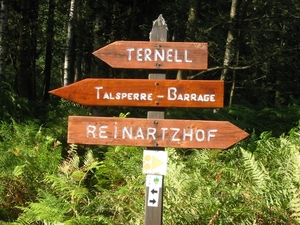 TERNELL
TALSPERRE - BARRAGE
REINARTZHOF